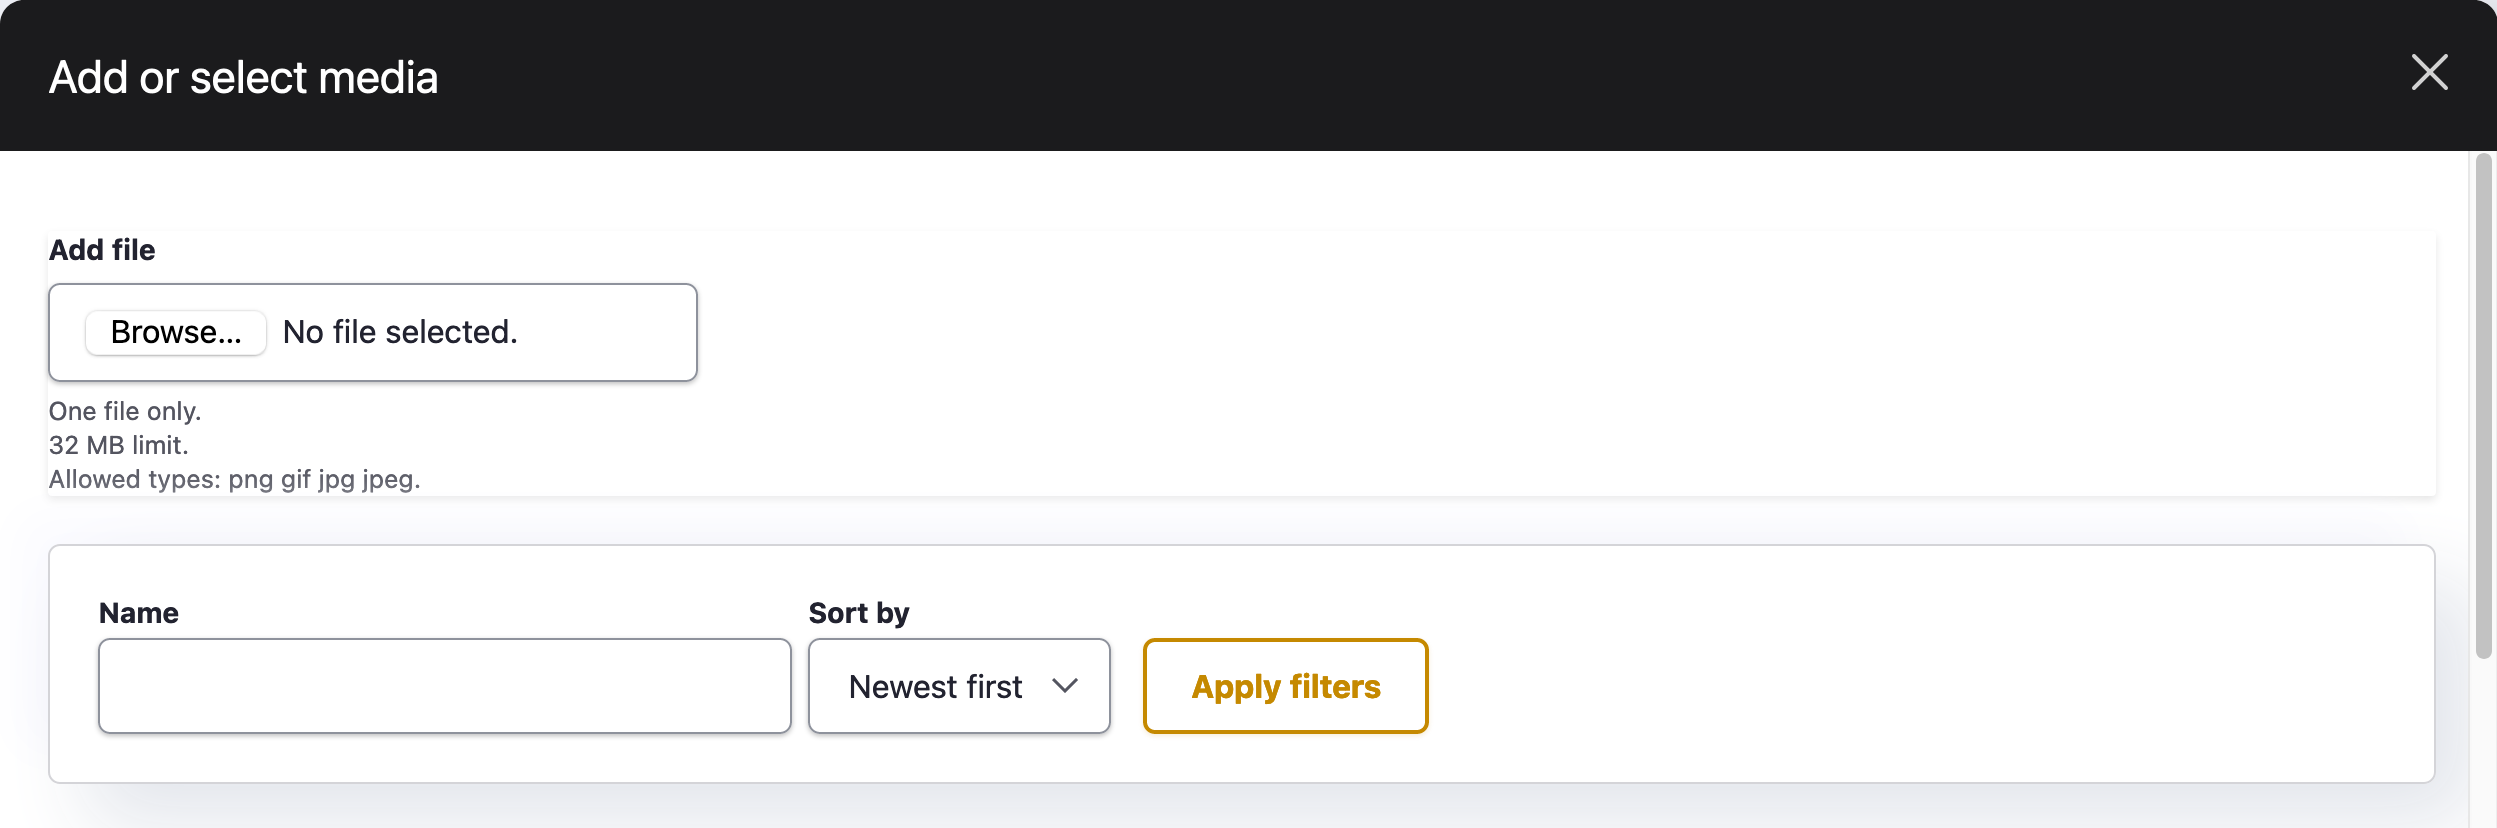 Add or select media
Add file
Browse... No file selected.
One file only.
32 MB limit.
Allowed types: png gif jpg jpeg.
Name
Sort by
Newest first
Apply filters